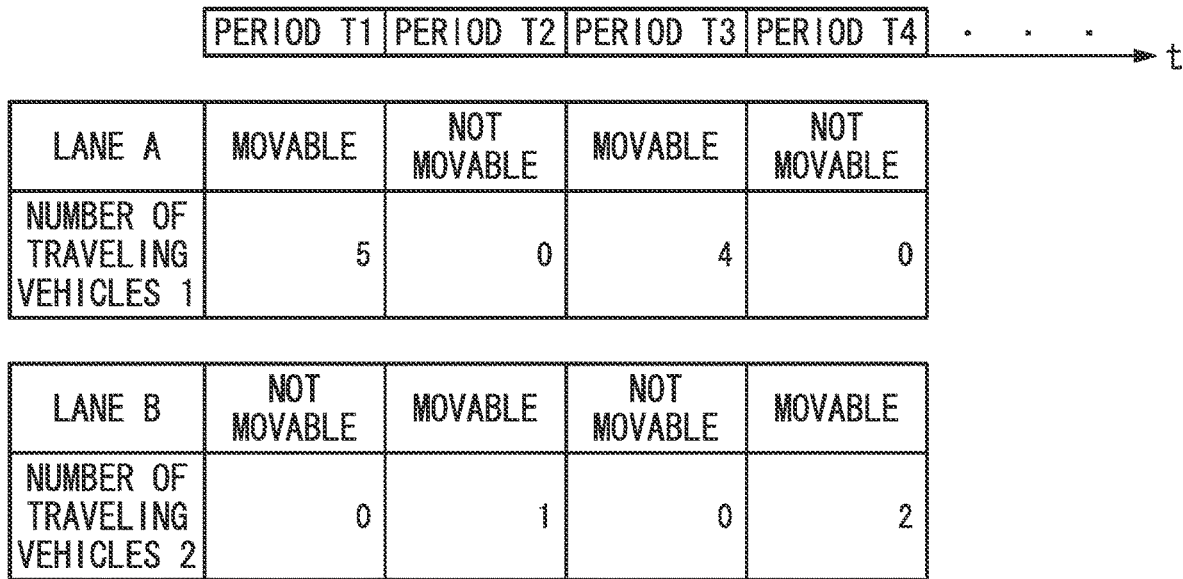 PERIOD T1 PERIOD T2 PERIOD T3 PERIOD T4 . . .
t
LANE A MOVABLE NOT MOVABLE MOVABLE NOT MOVABLE
NUMBER OF
TRAVELING
VEHICLES 1
5 0 4 0
LANE B NOT MOVABLE MOVABLE NOT MOVABLE MOVABLE
NUMBER OF
TRAVELING
VEHICLES 2
0 1 0 2